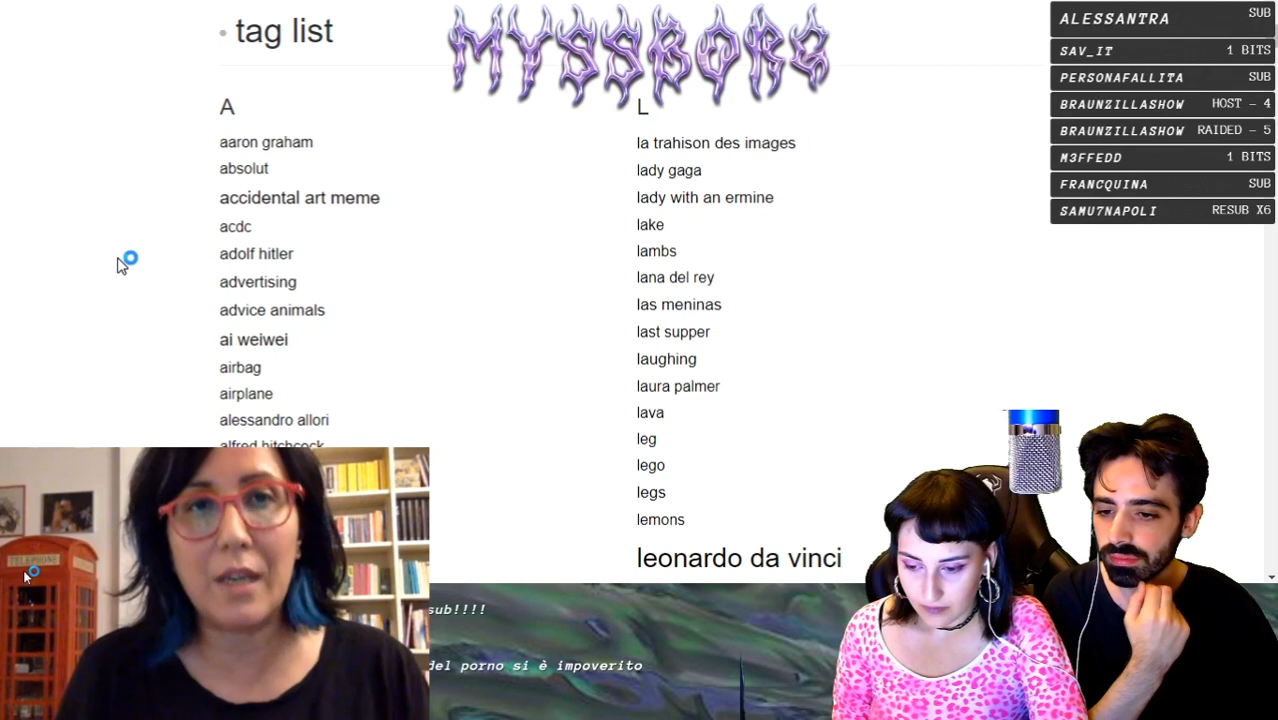 tag list
MYSSBORG
A
aaron graham
absolut
accidental art meme
acdc
adolf hitler
advertising
advice animals
ai weiwei
airbag
airplane
alessandro allori
alfred hitchcock
L
la trahison des images
lady gaga
lady with an ermine
lake
lambs
lana del rey
las meninas
last supper
laughing
laura palmer
lava
leg
lego
legs
lemons
leonardo da vinci
ALESSANTRA SUB
SAV_IT 1 BITS
PERSONAFALLITA SUB
BRAUNZILLASHOW HOST - 4
BRAUNZILLASHOW RAIDED - 5
M3FFEDD 1 BITS
FRANCQUINA SUB
SAMU7NAPOLI RESUB X6
TELEPHONE
sub!!!!
del porno si è impoverito